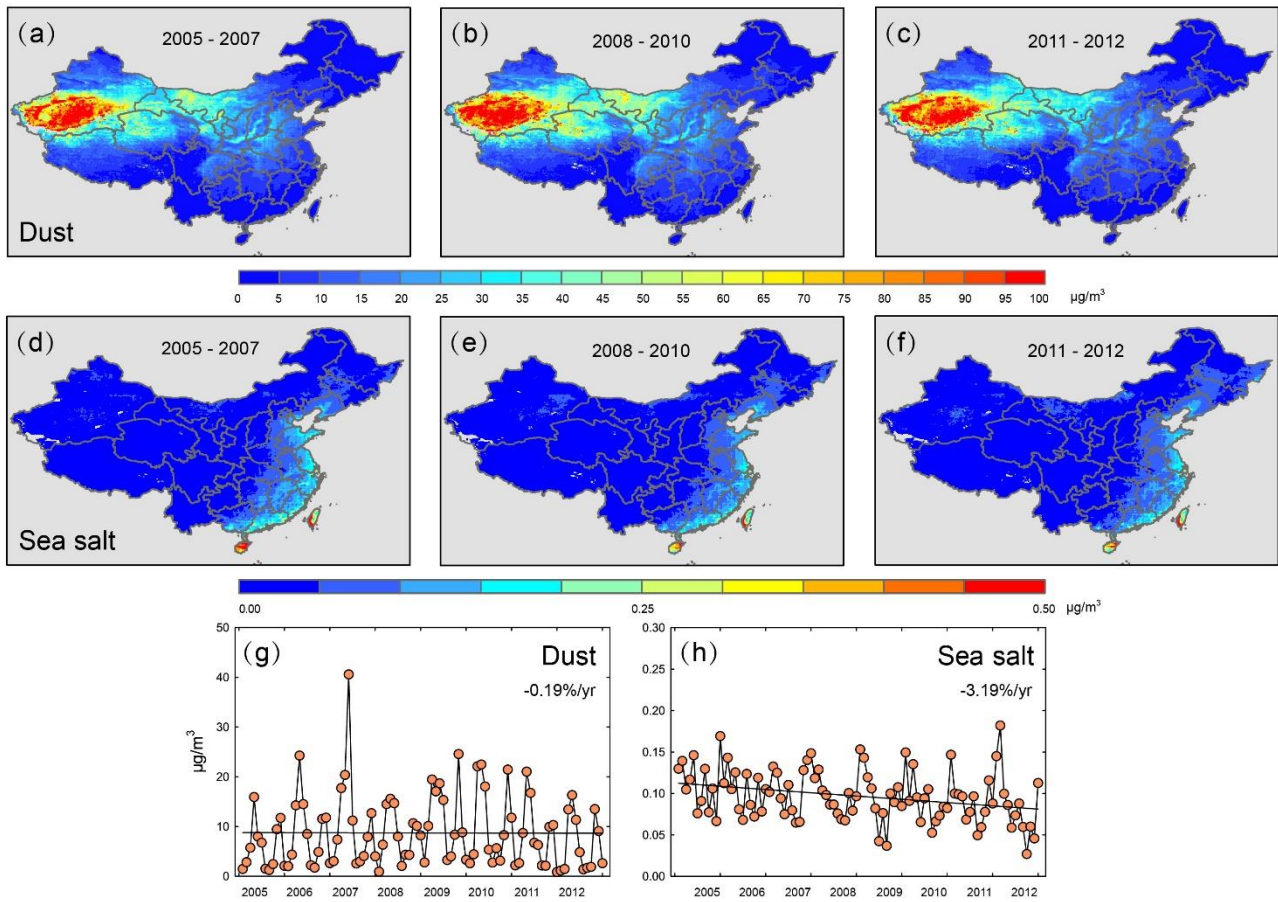 (a) 2005 - 2007
Dust
(b) 2008 - 2010
(c) 2011 - 2012
0 5 10 15 20 25 30 35 40 45 50 55 60 65 70 75 80 85 90 95 100 µg/m³
(d) 2005 - 2007
Sea salt
(e) 2008 - 2010
(f) 2011 - 2012
0.00 0.25 0.50 µg/m³
(g) Dust
-0.19%/yr
µg/m³
50
40
30
20
10
0
2005 2006 2007 2008 2009 2010 2011 2012
(h) Sea salt
-3.19%/yr
0.30
0.25
0.20
0.15
0.10
0.05
0.00
2005 2006 2007 2008 2009 2010 2011 2012